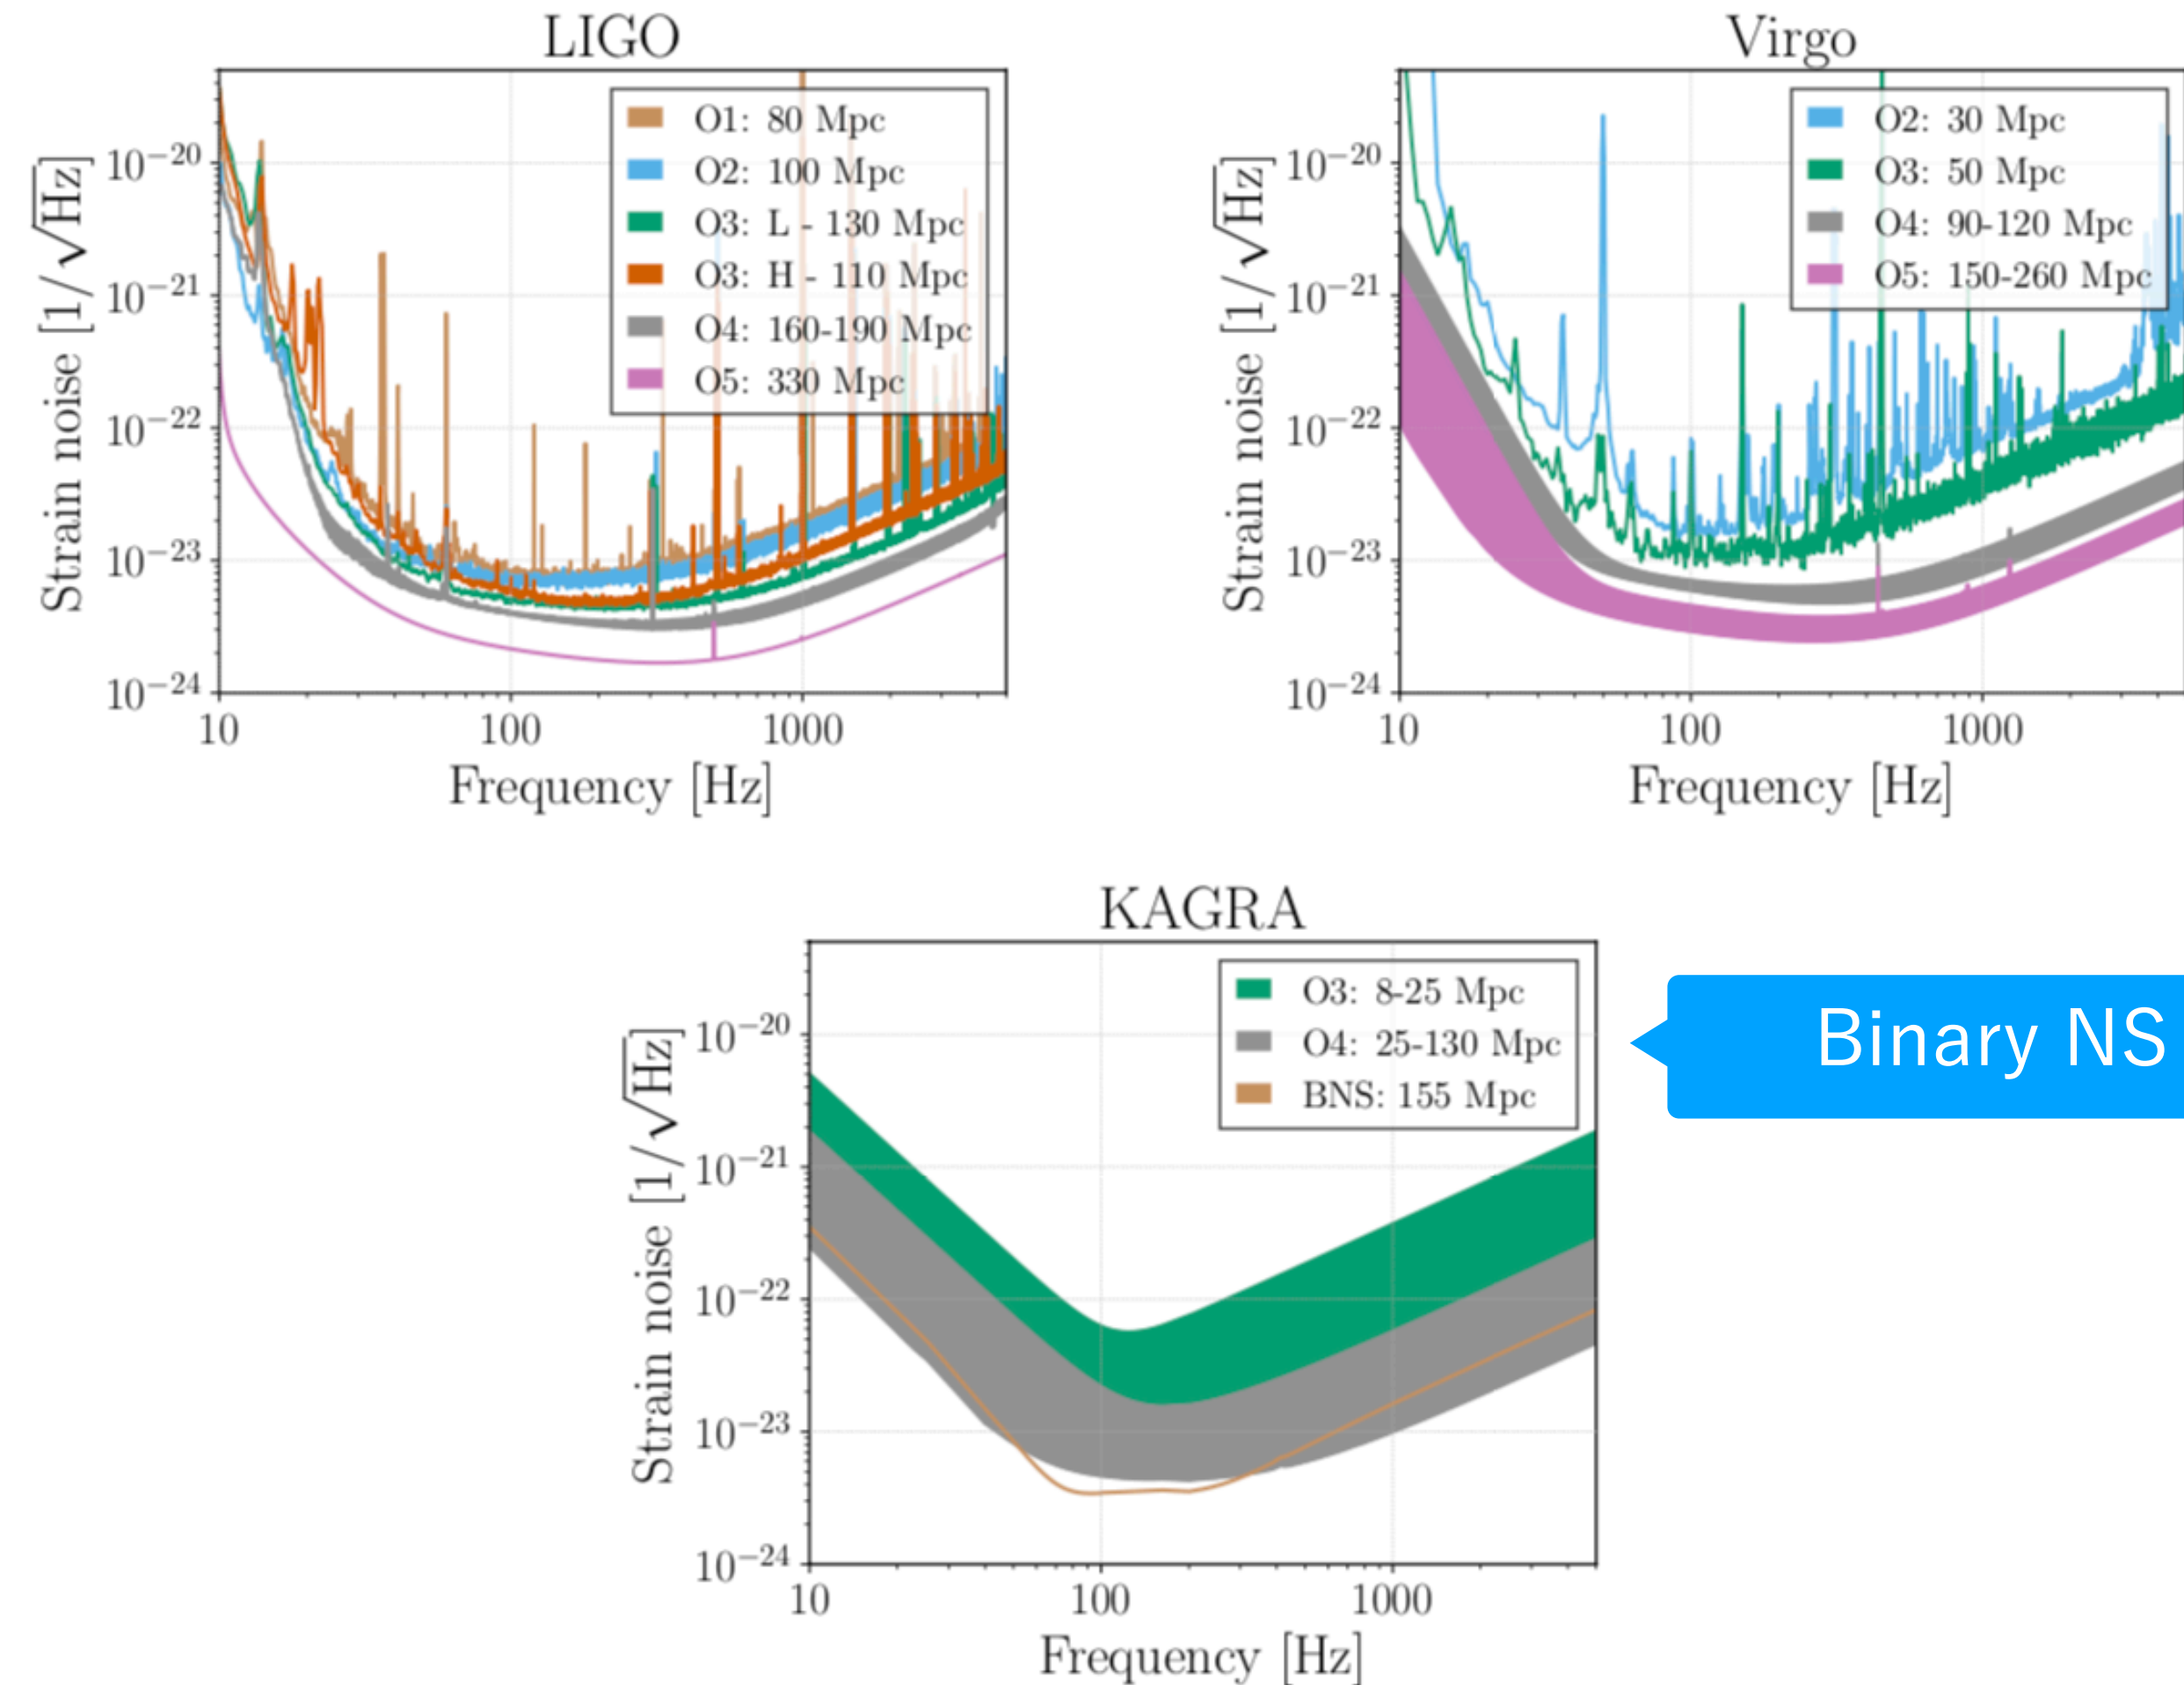 LIGO
Strain noise [1/√Hz]
10−20
10−21
10−22
10−23
10−24
O1: 80 Mpc
O2: 100 Mpc
O3: L - 130 Mpc
O3: H - 110 Mpc
O4: 160-190 Mpc
O5: 330 Mpc
10 100 1000
Frequency [Hz]
Virgo
Strain noise [1/√Hz]
10−20
10−21
10−22
10−23
10−24
O2: 30 Mpc
O3: 50 Mpc
O4: 90-120 Mpc
O5: 150-260 Mpc
10 100 1000
Frequency [Hz]
KAGRA
Strain noise [1/√Hz]
10−20
10−21
10−22
10−23
10−24
O3: 8-25 Mpc
O4: 25-130 Mpc
BNS: 155 Mpc
10 100 1000
Frequency [Hz]
Binary NS